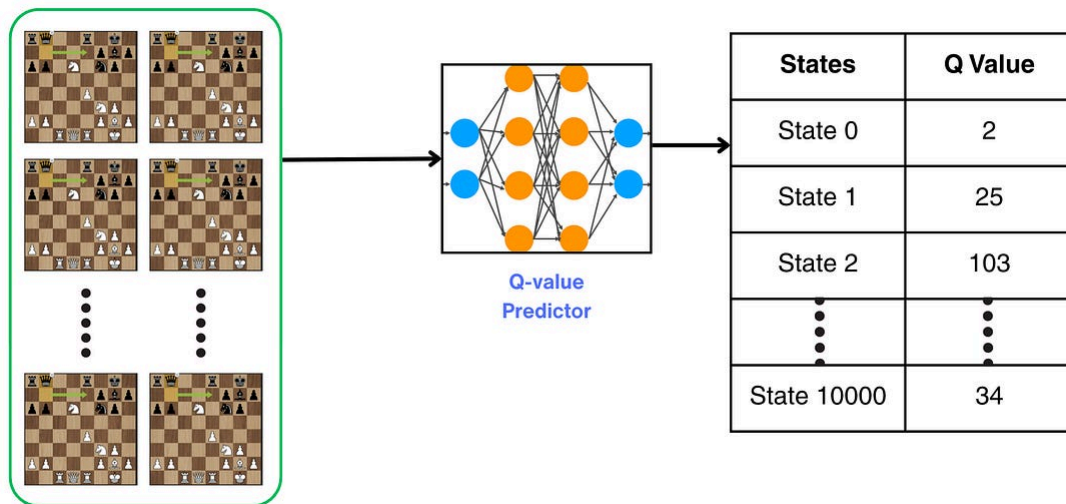 Q-value
Predictor
States Q Value
State 0 2
State 1 25
State 2 103
State 10000 34